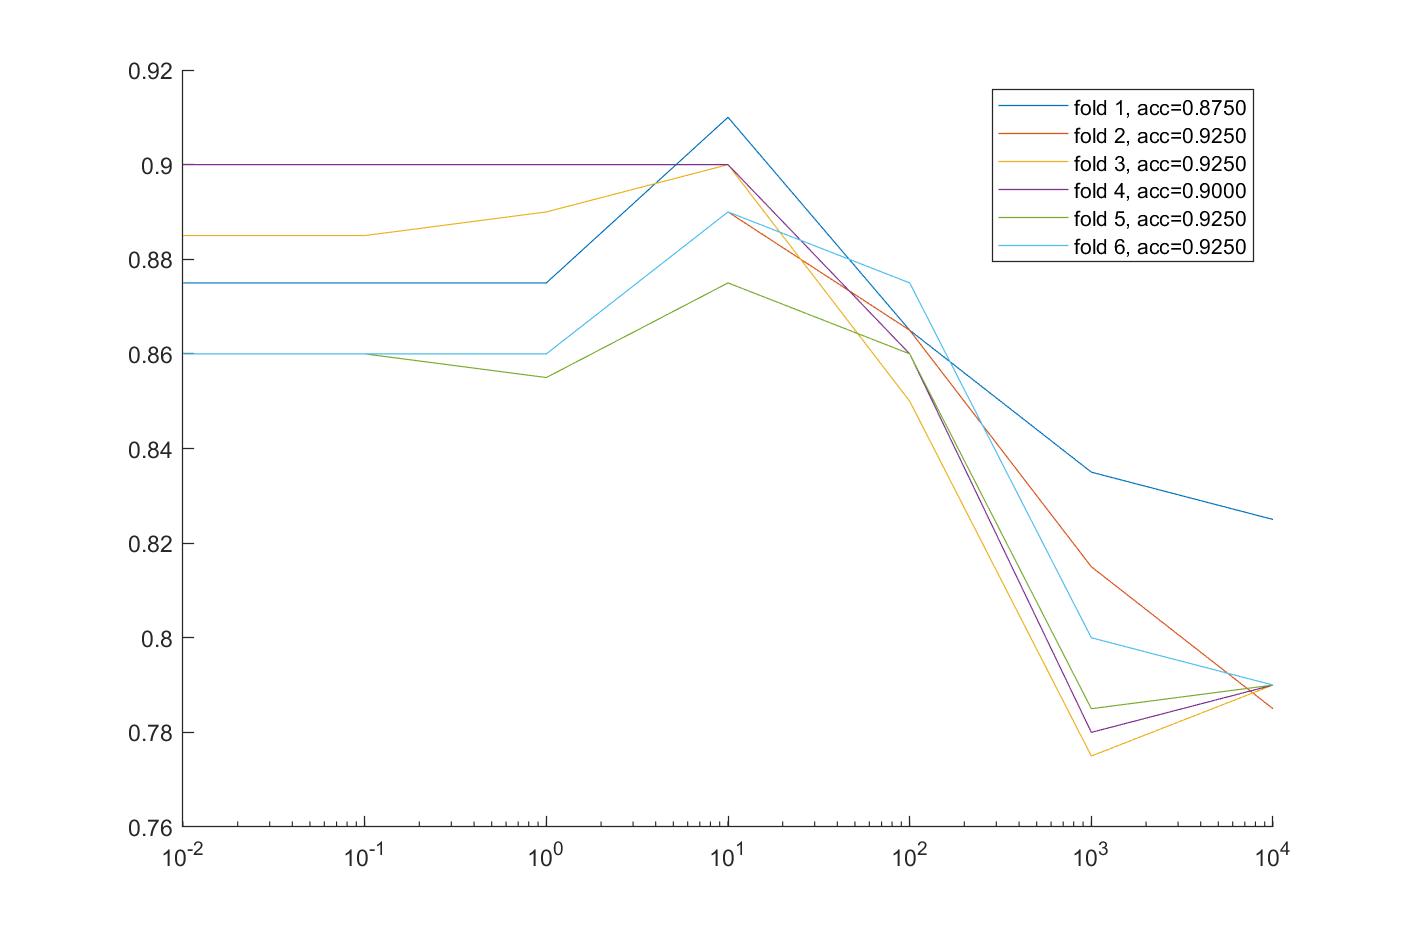 0.92
0.9
0.88
0.86
0.84
0.82
0.8
0.78
0.76
10-2 10-1 100 101 102 103 104
fold 1, acc=0.8750
fold 2, acc=0.9250
fold 3, acc=0.9250
fold 4, acc=0.9000
fold 5, acc=0.9250
fold 6, acc=0.9250